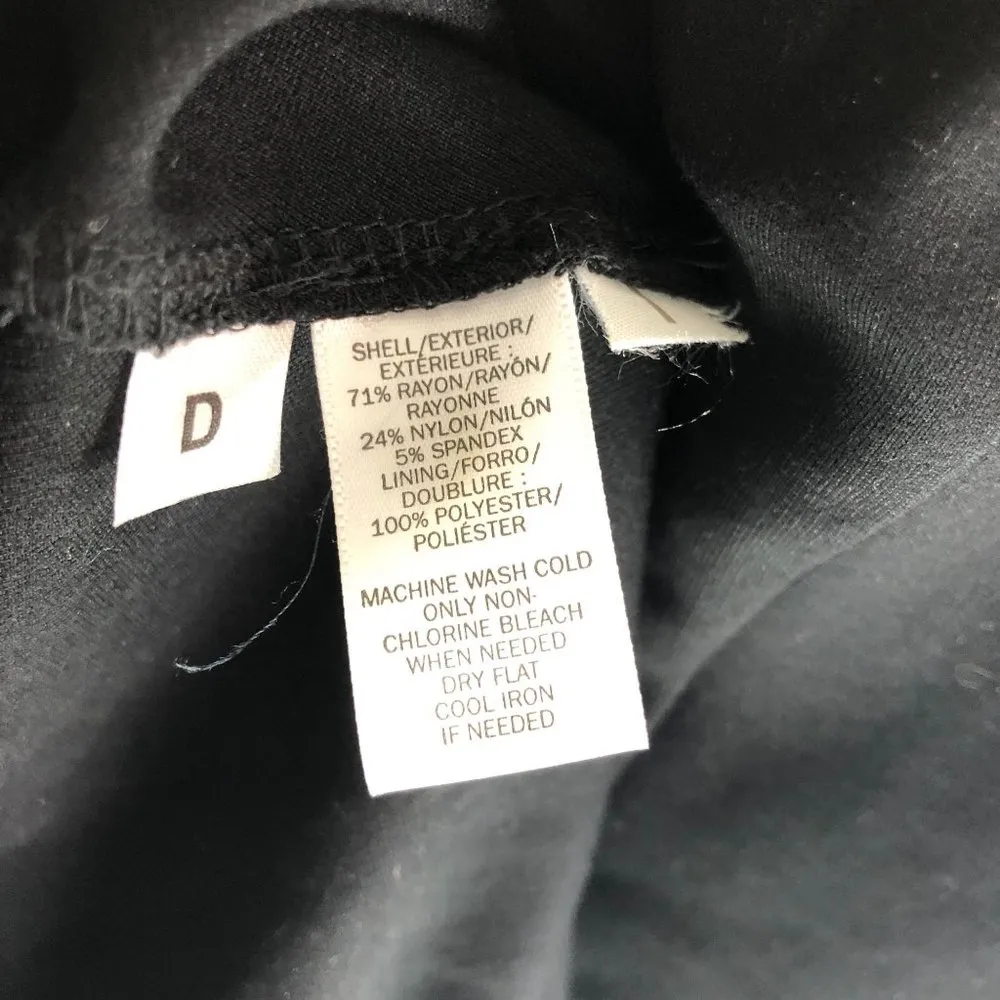 D
SHELL/EXTERIOR/
EXTÉRIEURE :
71% RAYON/RAYÓN/
RAYONNE
24% NYLON/NILÓN
5% SPANDEX
LINING/FORRO/
DOUBLURE :
100% POLYESTER/
POLIÉSTER
MACHINE WASH COLD
ONLY NON-
CHLORINE BLEACH
WHEN NEEDED
DRY FLAT
COOL IRON
IF NEEDED